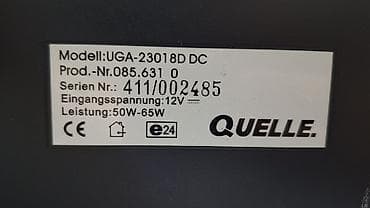 Modell:UGA-23018D DC
Prod.-Nr.085.631 0
Serien Nr.: 411/002485
Eingangsspannung:12V
Leistung:50W-65W
CE e24 QUELLE.